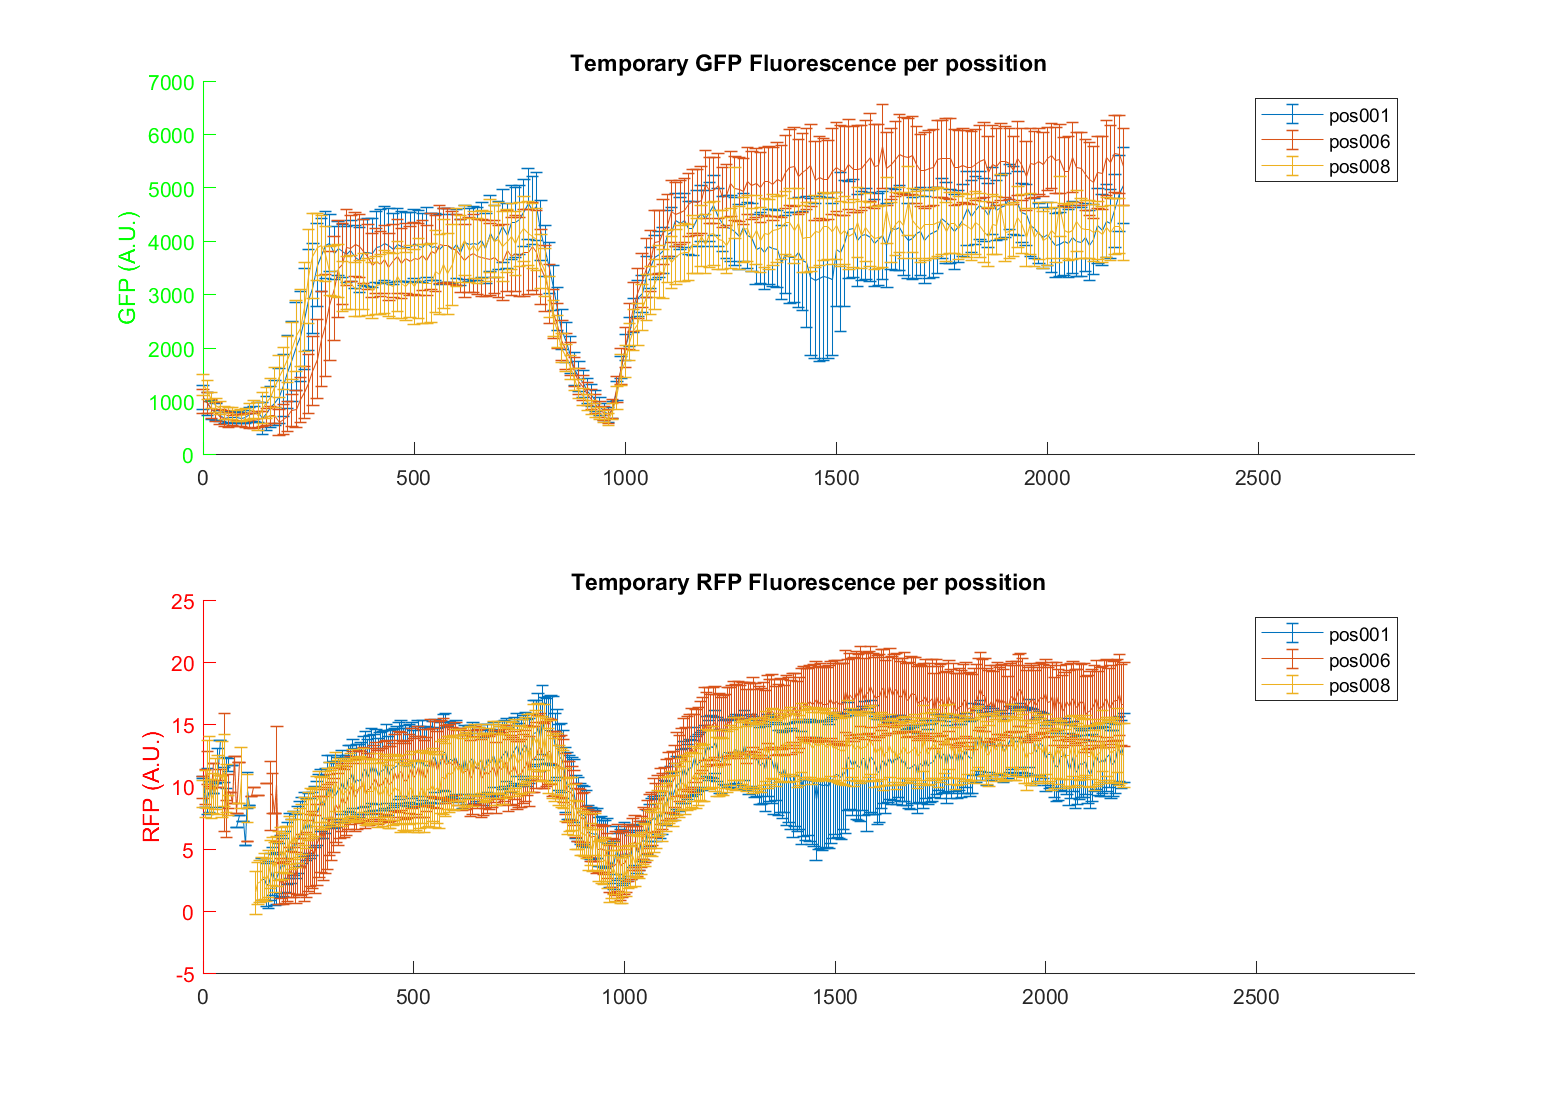 Temporary GFP Fluorescence per possition
GFP (A.U.)
7000
6000
5000
4000
3000
2000
1000
0
0 500 1000 1500 2000 2500
pos001
pos006
pos008
Temporary RFP Fluorescence per possition
RFP (A.U.)
25
20
15
10
5
0
-5
0 500 1000 1500 2000 2500
pos001
pos006
pos008